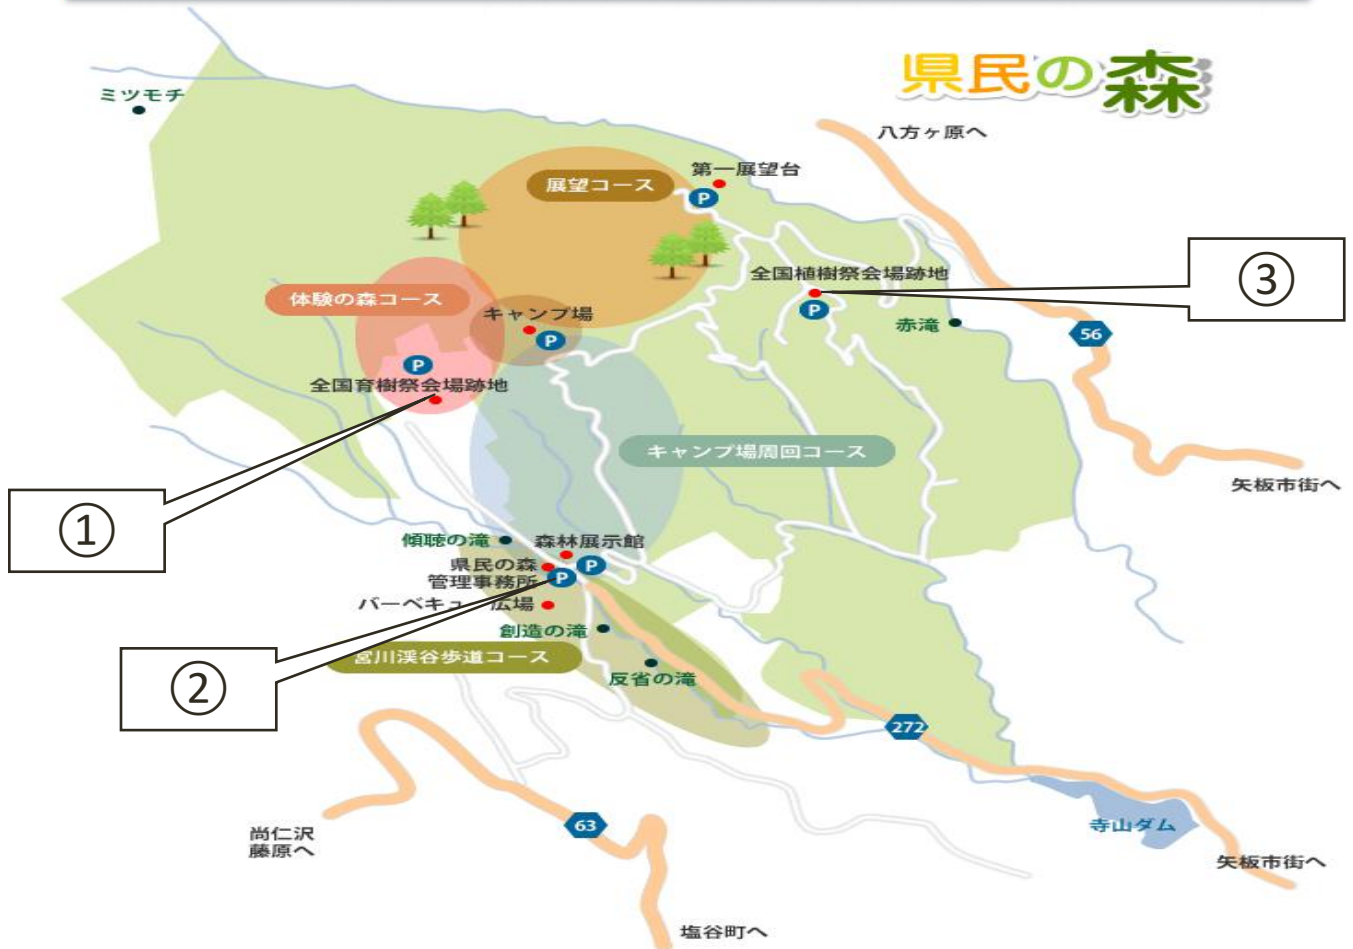 県民の森
ミツモチ
八方ヶ原へ
第一展望台
展望コース
P
全国植樹祭会場跡地
③
体験の森コース
キャンプ場
P
P
赤滝
56
P
全国育樹祭会場跡地
キャンプ場周回コース
矢板市街へ
①
傾聴の滝
森林展示館
県民の森
管理事務所
P
P
バーベキュー広場
創造の滝
宮川渓谷歩道コース
②
反省の滝
272
63
尚仁沢
藤原へ
寺山ダム
矢板市街へ
塩谷町へ